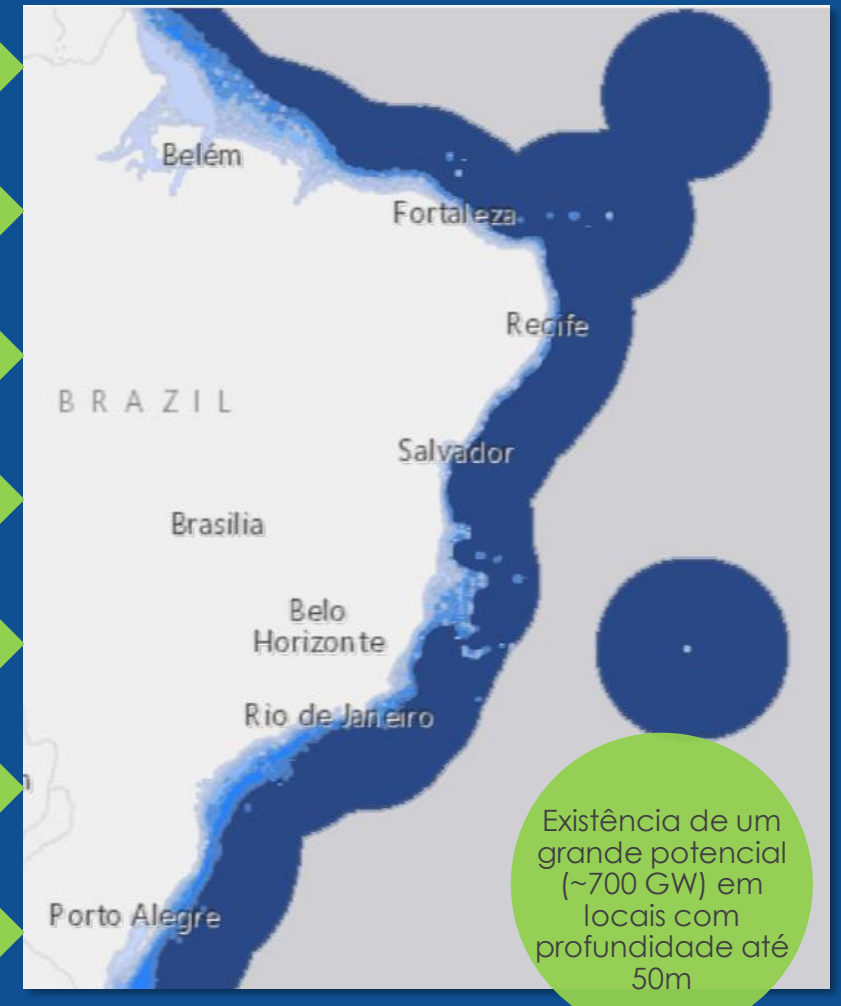 Belém
Fortaleza
Recife
BRAZIL
Salvador
Brasilia
Belo
Horizonte
Rio de Janeiro
Porto Alegre
Existência de um
grande potencial
(~700 GW) em
locais com
profundidade até
50m